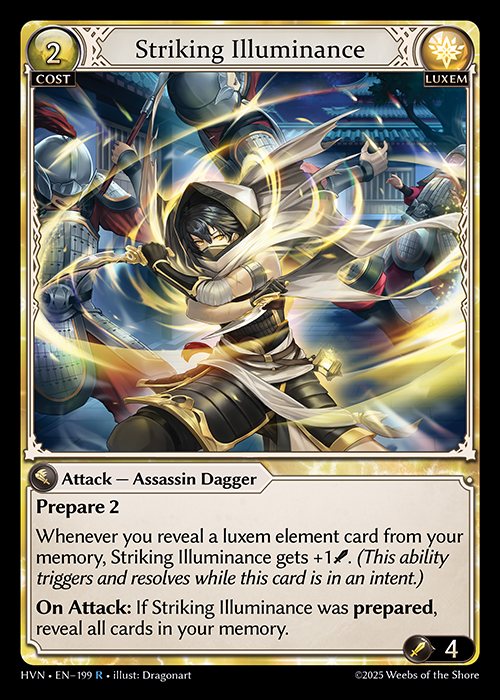 2
COST
Striking Illuminance
LUXEM
Attack — Assassin Dagger
Prepare 2
Whenever you reveal a luxem element card from your
memory, Striking Illuminance gets +1. (This ability
triggers and resolves while this card is in an intent.)
On Attack: If Striking Illuminance was prepared,
reveal all cards in your memory.
4
HVN • EN–199 R • illust: Dragonart
©2025 Weebs of the Shore